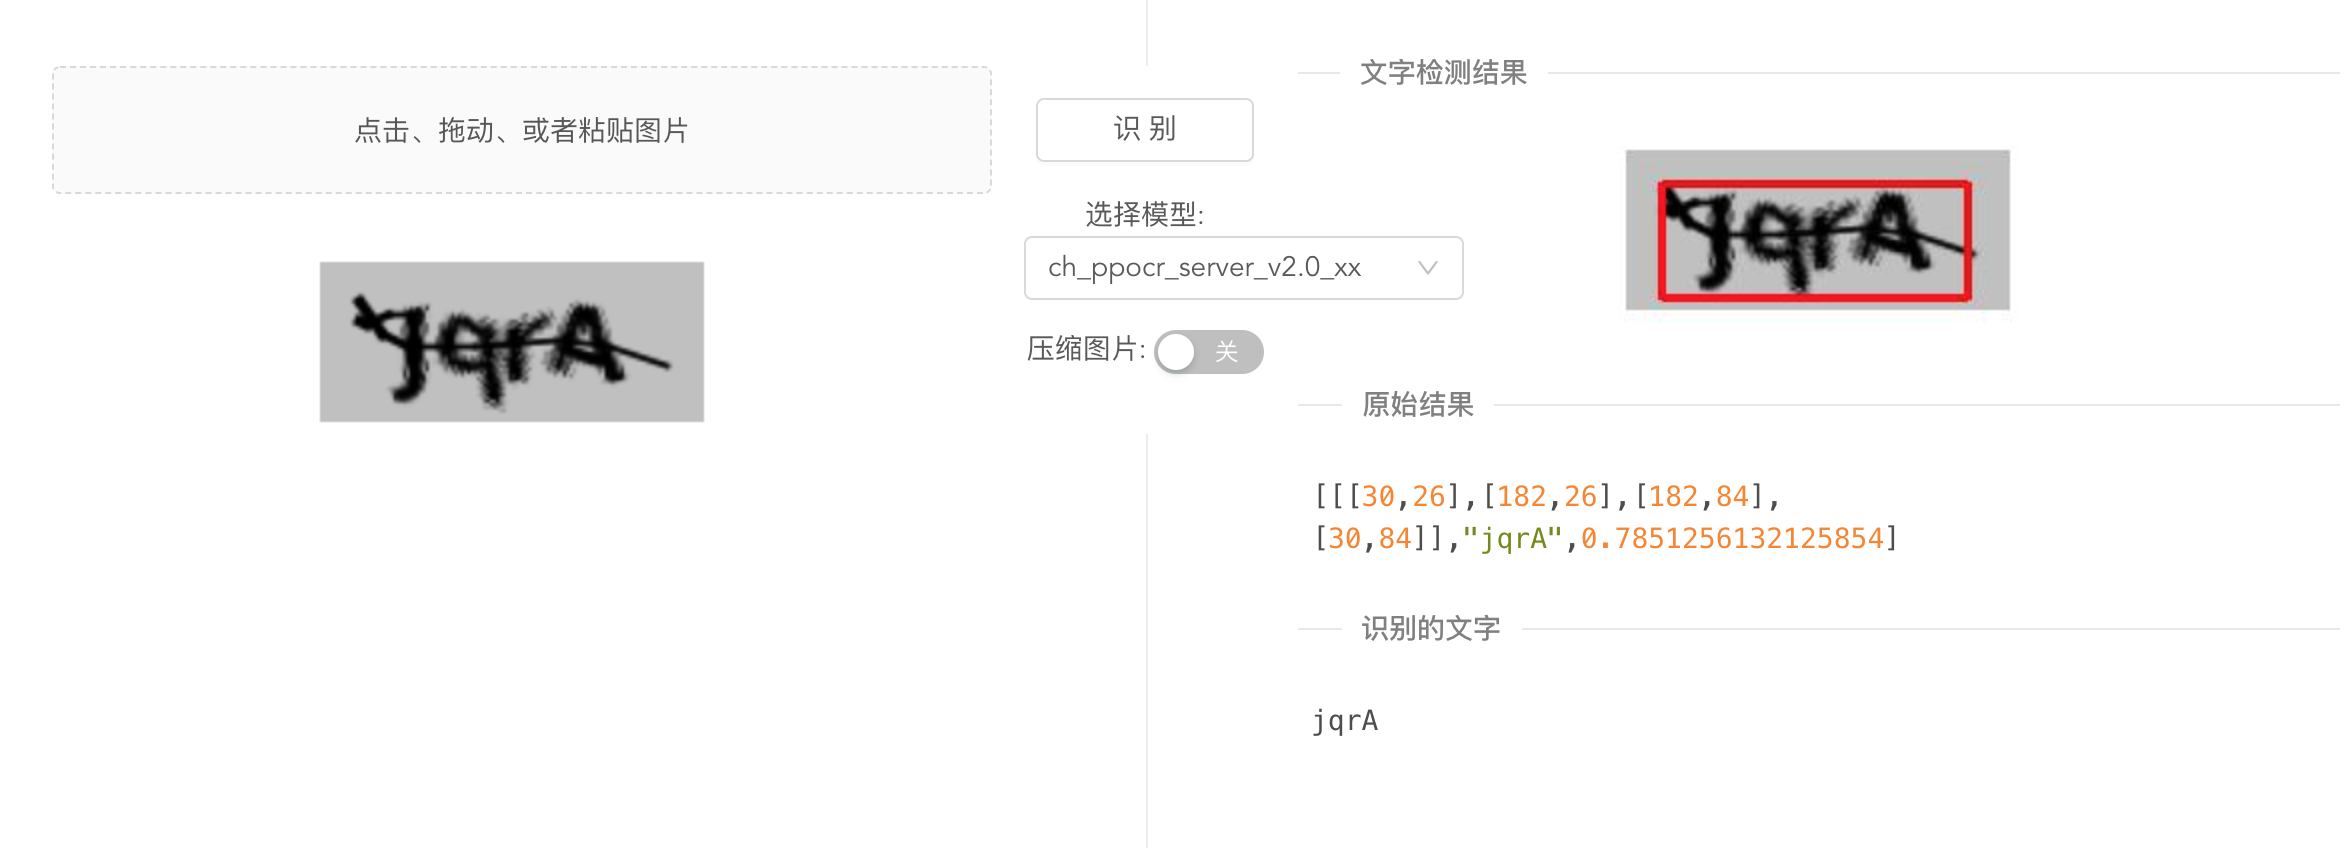 点击、拖动、或者粘贴图片
jqrA
识 别
选择模型:
ch_ppocr_server_v2.0_xx
压缩图片:
关
文字检测结果
jqrA
原始结果
[[[30,26],[182,26],[182,84],
[30,84]],"jqrA",0.7851256132125854]
识别的文字
jqrA